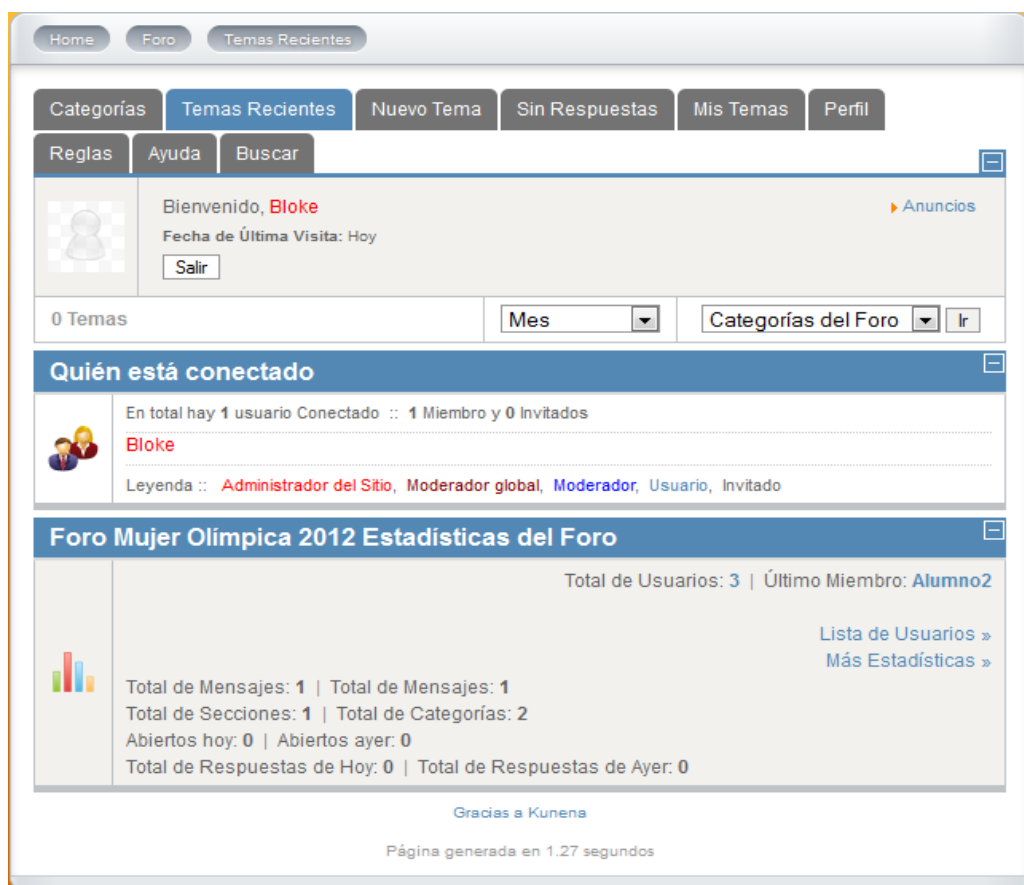 Home Foro Temas Recientes
Categorías Temas Recientes Nuevo Tema Sin Respuestas Mis Temas Perfil
Reglas Ayuda Buscar
Bienvenido, Bloke
Anuncios
Fecha de Última Visita: Hoy
Salir
0 Temas Mes Categorías del Foro Ir
Quién está conectado
En total hay 1 usuario Conectado :: 1 Miembro y 0 Invitados
Bloke
Leyenda :: Administrador del Sitio, Moderador global, Moderador, Usuario, Invitado
Foro Mujer Olímpica 2012 Estadísticas del Foro
Total de Usuarios: 3 | Último Miembro: Alumno2
Lista de Usuarios »
Más Estadísticas »
Total de Mensajes: 1 | Total de Mensajes: 1
Total de Secciones: 1 | Total de Categorías: 2
Abiertos hoy: 0 | Abiertos ayer: 0
Total de Respuestas de Hoy: 0 | Total de Respuestas de Ayer: 0
Gracias a Kunena
Página generada en 1.27 segundos